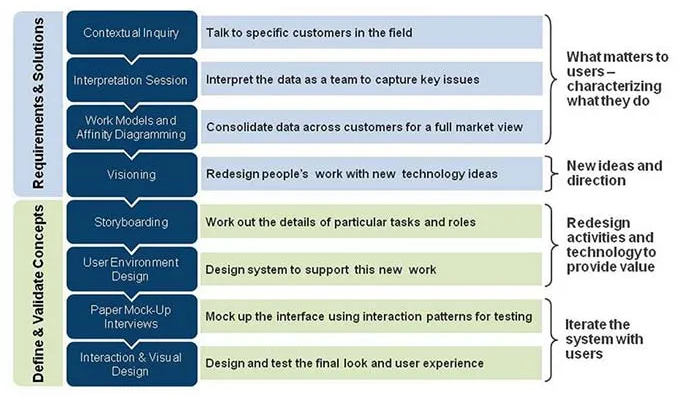 Requirements & Solutions
Contextual Inquiry
Talk to specific customers in the field
Interpretation Session
Interpret the data as a team to capture key issues
Work Models and
Affinity Diagramming
Consolidate data across customers for a full market view
What matters to
users –
characterizing
what they do
Visioning
Redesign people's work with new technology ideas
New ideas and
direction
Define & Validate Concepts
Storyboarding
Work out the details of particular tasks and roles
User Environment
Design
Design system to support this new work
Redesign
activities and
technology to
provide value
Paper Mock-Up
Interviews
Mock up the interface using interaction patterns for testing
Interaction & Visual
Design
Design and test the final look and user experience
Iterate the
system with
users